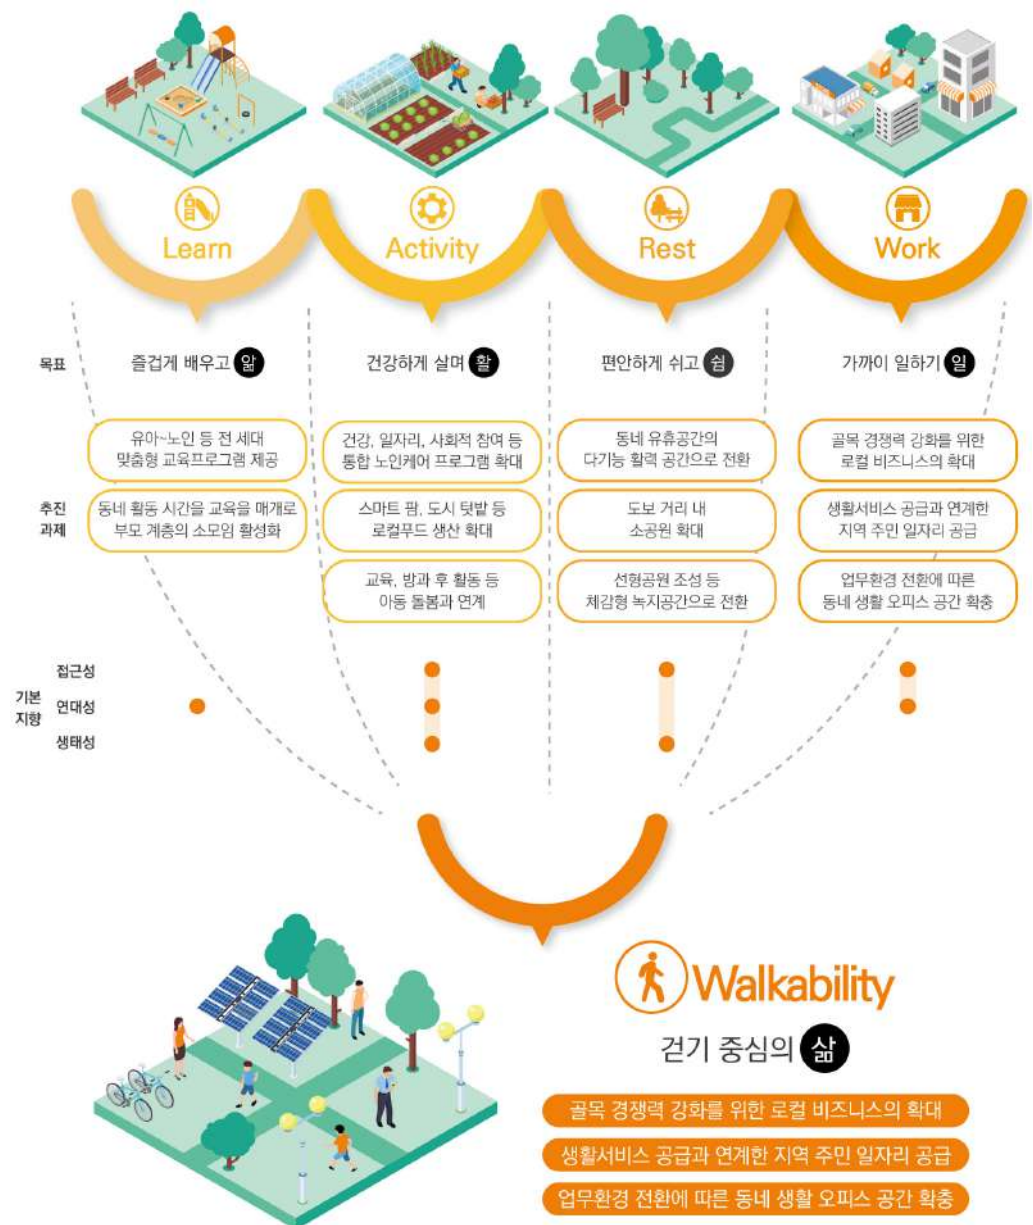 Learn
Activity
Rest
Work
목표
즐겁게 배우고 앎
건강하게 살며 활
편안하게 쉬고 쉼
가까이 일하기 일
추진
과제
유아~노인 등 전 세대
맞춤형 교육프로그램 제공
건강, 일자리, 사회적 참여 등
통합 노인케어 프로그램 확대
동네 유휴공간의
다기능 활력 공간으로 전환
골목 경쟁력 강화를 위한
로컬 비즈니스의 확대
동네 활동 시간을 교육을 매개로
부모 계층의 소모임 활성화
스마트 팜, 도시 텃밭 등
로컬푸드 생산 확대
도보 거리 내
소공원 확대
생활서비스 공급과 연계한
지역 주민 일자리 공급
교육, 방과 후 활동 등
아동 돌봄과 연계
선형공원 조성 등
체감형 녹지공간으로 전환
업무환경 전환에 따른
동네 생활 오피스 공간 확충
기본
지향
접근성
연대성
생태성
Walkability
걷기 중심의 삶
골목 경쟁력 강화를 위한 로컬 비즈니스의 확대
생활서비스 공급과 연계한 지역 주민 일자리 공급
업무환경 전환에 따른 동네 생활 오피스 공간 확충